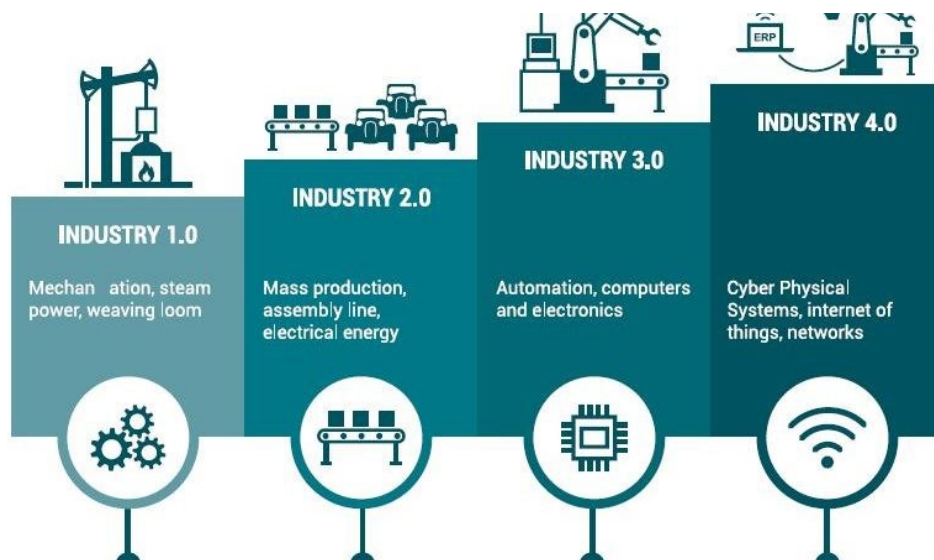 ERP
INDUSTRY 4.0
INDUSTRY 3.0
INDUSTRY 2.0
INDUSTRY 1.0
Mechan ation, steam
power, weaving loom
Mass production,
assembly line,
electrical energy
Automation, computers
and electronics
Cyber Physical
Systems, internet of
things, networks